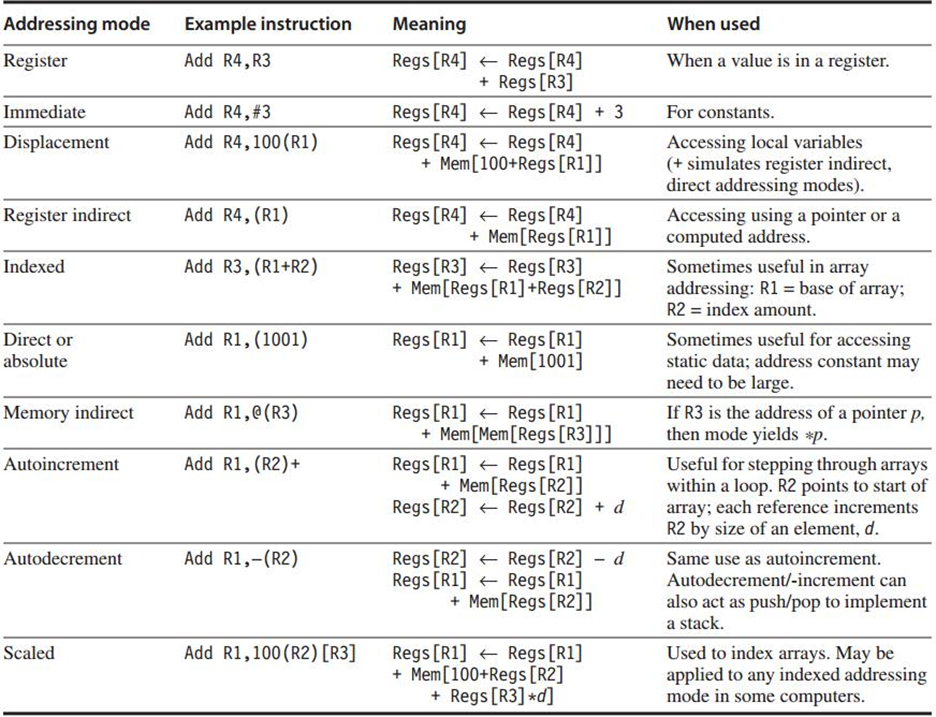 Addressing mode Example instruction Meaning When used
Register Add R4,R3 Regs[R4] ← Regs[R4] When a value is in a register.
+ Regs[R3]
Immediate Add R4,#3 Regs[R4] ← Regs[R4] + 3 For constants.
Displacement Add R4,100(R1) Regs[R4] ← Regs[R4] Accessing local variables
+ Mem[100+Regs[R1]] (+ simulates register indirect,
direct addressing modes).
Register indirect Add R4,(R1) Regs[R4] ← Regs[R4] Accessing using a pointer or a
+ Mem[Regs[R1]] computed address.
Indexed Add R3,(R1+R2) Regs[R3] ← Regs[R3] Sometimes useful in array
+ Mem[Regs[R1]+Regs[R2]] addressing: R1 = base of array;
R2 = index amount.
Direct or Add R1,(1001) Regs[R1] ← Regs[R1] Sometimes useful for accessing
absolute + Mem[1001] static data; address constant may
need to be large.
Memory indirect Add R1,@(R3) Regs[R1] ← Regs[R1] If R3 is the address of a pointer p,
+ Mem[Mem[Regs[R3]]] then mode yields *p.
Autoincrement Add R1,(R2)+ Regs[R1] ← Regs[R1] Useful for stepping through arrays
+ Mem[Regs[R2]] within a loop. R2 points to start of
Regs[R2] ← Regs[R2] + d array; each reference increments
R2 by size of an element, d.
Autodecrement Add R1,–(R2) Regs[R2] ← Regs[R2] – d Same use as autoincrement.
Regs[R1] ← Regs[R1] Autodecrement/-increment can
+ Mem[Regs[R2]] also act as push/pop to implement
a stack.
Scaled Add R1,100(R2)[R3] Regs[R1] ← Regs[R1] Used to index arrays. May be
+ Mem[100+Regs[R2] applied to any indexed addressing
+ Regs[R3]*d] mode in some computers.